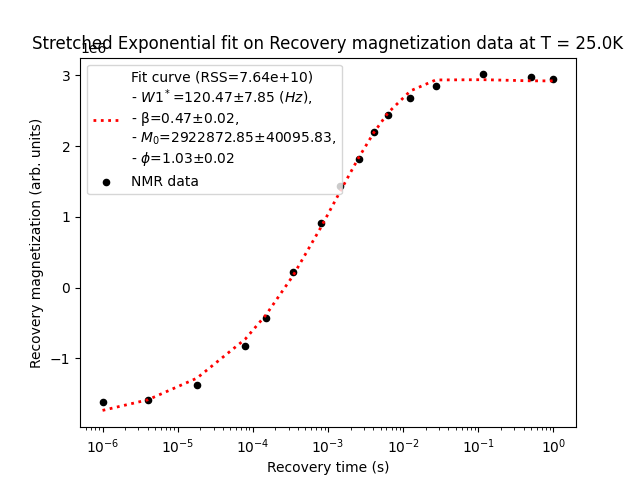 Stretched Exponential fit on Recovery magnetization data at T = 25.0K
1e6
Fit curve (RSS=7.64e+10)
- W1*=120.47±7.85 (Hz),
- β=0.47±0.02,
- M₀=2922872.85±40095.83,
- ϕ=1.03±0.02
NMR data
3
2
1
0
−1
Recovery magnetization (arb. units)
10⁻⁶ 10⁻⁵ 10⁻⁴ 10⁻³ 10⁻² 10⁻¹ 10⁰
Recovery time (s)